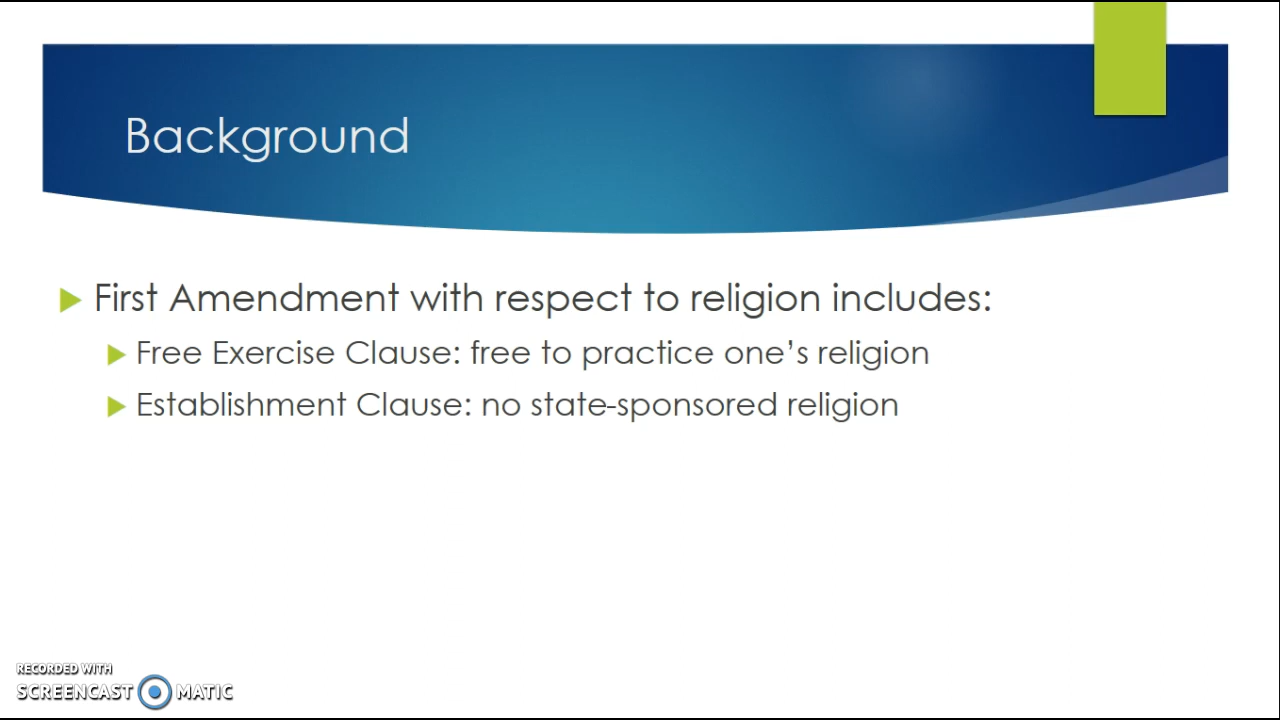 Background
First Amendment with respect to religion includes:
Free Exercise Clause: free to practice one’s religion
Establishment Clause: no state-sponsored religion
RECORDED WITH
SCREENCAST MATIC